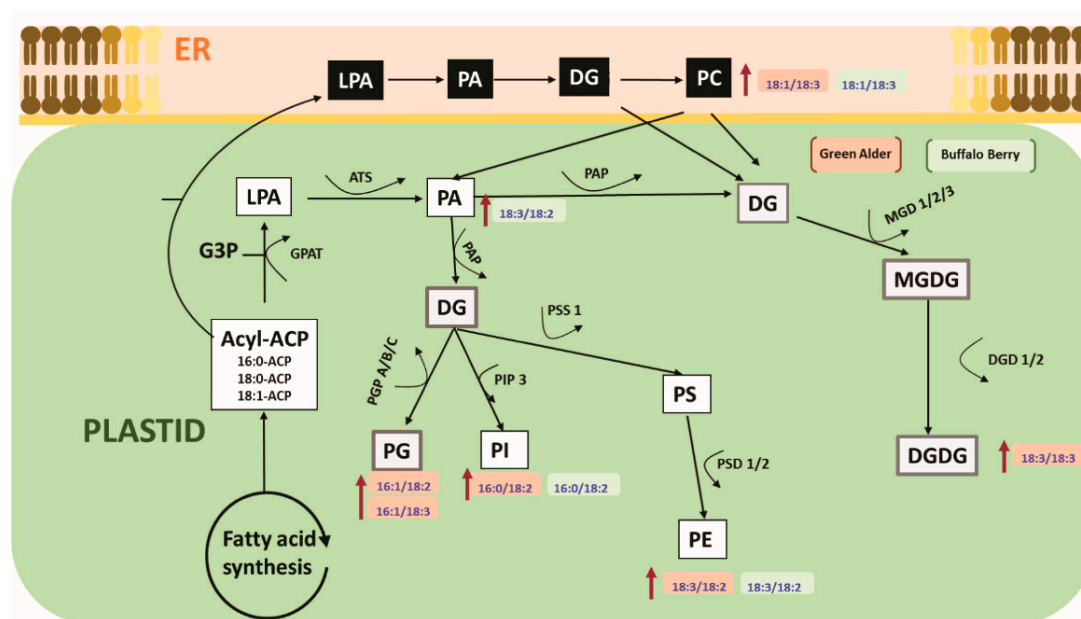 ER
LPA
PA
DG
PC
18:1/18:3
18:1/18:3
Green Alder
Buffalo Berry
LPA
ATS
PA
18:3/18:2
PAP
DG
MGD 1/2/3
G3P
GPAT
PAP
MGDG
DG
PSS 1
Acyl-ACP
16:0-ACP
18:0-ACP
18:1-ACP
PGP A/B/C
PIP 3
DGD 1/2
PLASTID
PS
PG
PI
PSD 1/2
DGDG
18:3/18:3
16:1/18:2
16:1/18:3
16:0/18:2
16:0/18:2
Fatty acid
synthesis
PE
18:3/18:2
18:3/18:2